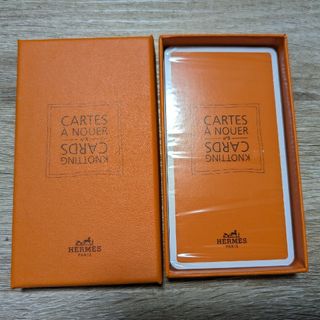 CARTES
À NOUER
KNOTTING
CARDS
HERMÈS
PARIS
CARTES
À NOUER
KNOTTING
CARDS
HERMÈS
PARIS